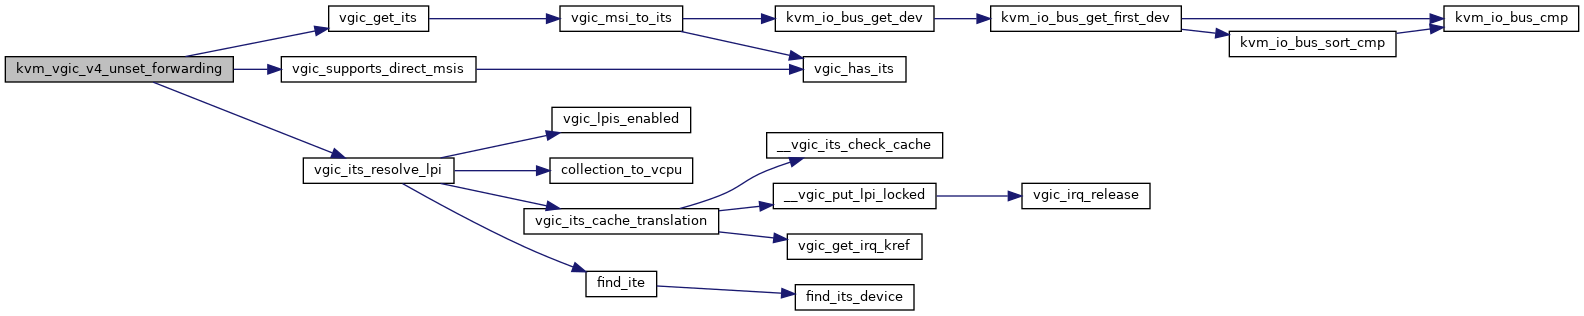 vgic_get_its
vgic_msi_to_its
kvm_io_bus_get_dev
kvm_io_bus_get_first_dev
kvm_io_bus_cmp
kvm_io_bus_sort_cmp
kvm_vgic_v4_unset_forwarding
vgic_supports_direct_msis
vgic_has_its
vgic_lpis_enabled
__vgic_its_check_cache
vgic_its_resolve_lpi
collection_to_vcpu
__vgic_put_lpi_locked
vgic_irq_release
vgic_its_cache_translation
vgic_get_irq_kref
find_ite
find_its_device